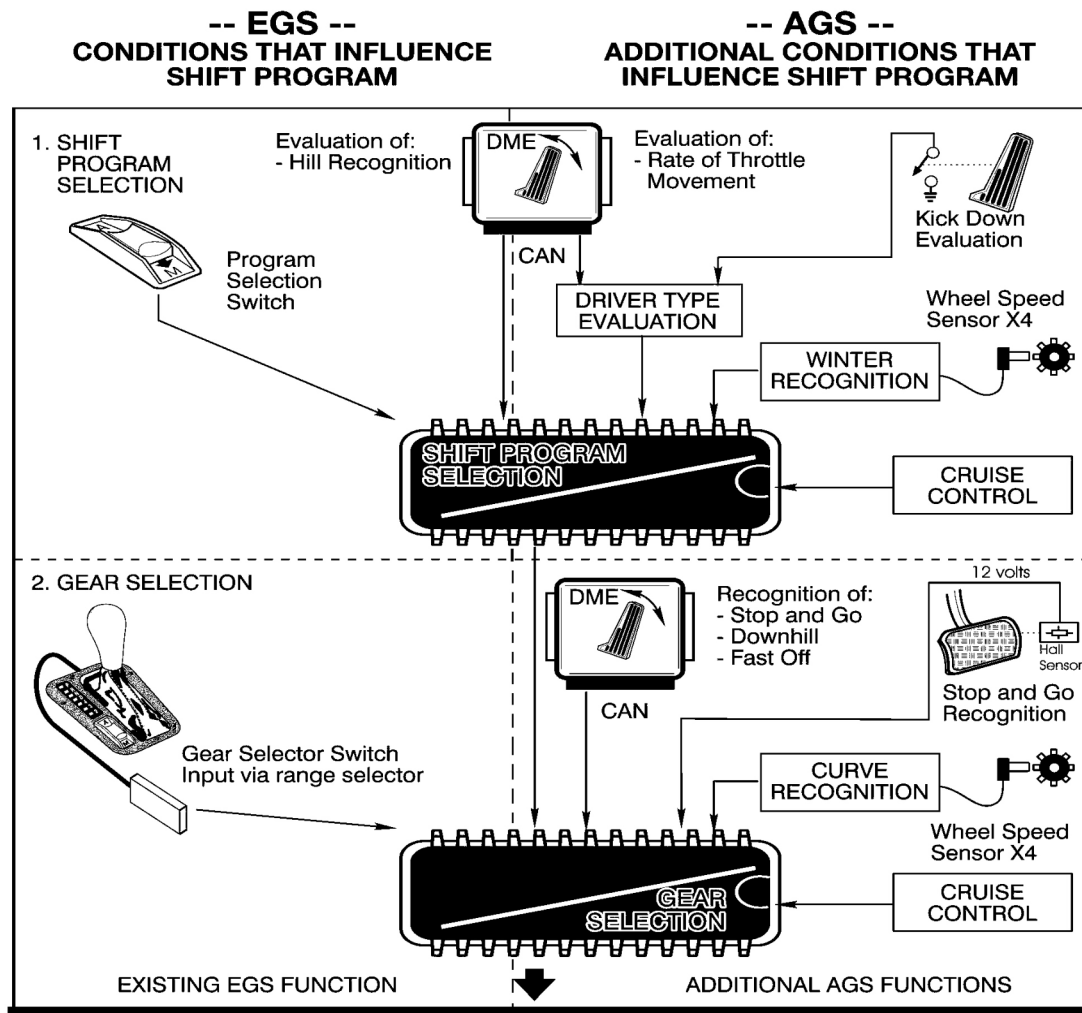 -- EGS --
CONDITIONS THAT INFLUENCE
SHIFT PROGRAM
-- AGS --
ADDITIONAL CONDITIONS THAT
INFLUENCE SHIFT PROGRAM
1. SHIFT
PROGRAM
SELECTION
A
M
Program
Selection
Switch
Evaluation of:
- Hill Recognition
DME
CAN
Evaluation of:
- Rate of Throttle
Movement
Kick Down
Evaluation
DRIVER TYPE
EVALUATION
Wheel Speed
Sensor X4
WINTER
RECOGNITION
SHIFT PROGRAM
SELECTION
CRUISE
CONTROL
2. GEAR SELECTION
Gear Selector Switch
Input via range selector
DME
CAN
Recognition of:
- Stop and Go
- Downhill
- Fast Off
12 volts
Hall
Sensor
Stop and Go
Recognition
CURVE
RECOGNITION
Wheel Speed
Sensor X4
GEAR
SELECTION
CRUISE
CONTROL
EXISTING EGS FUNCTION
ADDITIONAL AGS FUNCTIONS